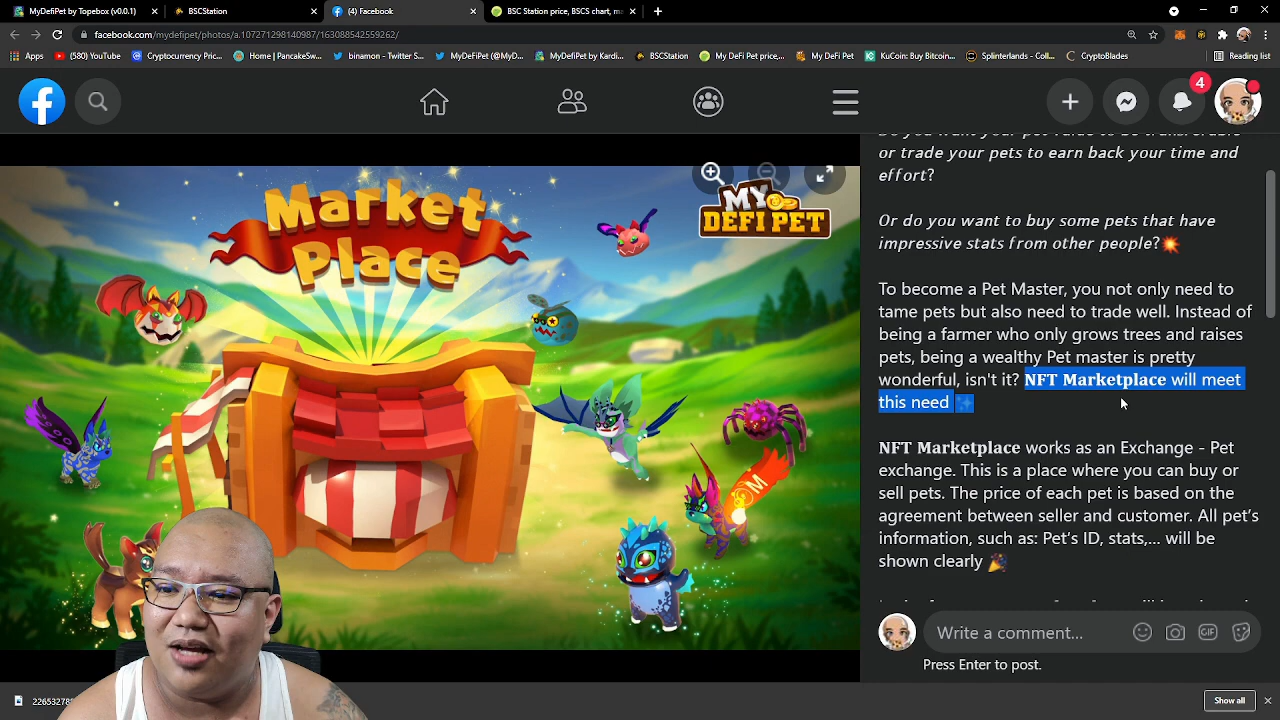 MyDefiPet by Topebox (v0.0.1)
BSCStation
(4) Facebook
BSC Station price, BSCS chart, ma
facebook.com/mydefipet/photos/a.107271298140987/163088542559262/
Apps
(580) YouTube
Cryptocurrency Pric...
Home | PancakeSw...
binamon - Twitter S...
MyDefiPet (@MyD...
MyDeFiPet by Kardi...
BSCStation
My DeFi Pet price,...
My DeFi Pet
KuCoin: Buy Bitcoin...
Splinterlands - Coll...
CryptoBlades
Reading list
4
Market
Place
MY
DEFI PET
M
or trade your pets to earn back your time and
effort?
Or do you want to buy some pets that have
impressive stats from other people?💥
To become a Pet Master, you not only need to
tame pets but also need to trade well. Instead of
being a farmer who only grows trees and raises
pets, being a wealthy Pet master is pretty
wonderful, isn't it? NFT Marketplace will meet
this need ✨
NFT Marketplace works as an Exchange - Pet
exchange. This is a place where you can buy or
sell pets. The price of each pet is based on the
agreement between seller and customer. All pet's
information, such as: Pet's ID, stats,... will be
shown clearly 🎉
Write a comment...
GIF
Press Enter to post.
Show all